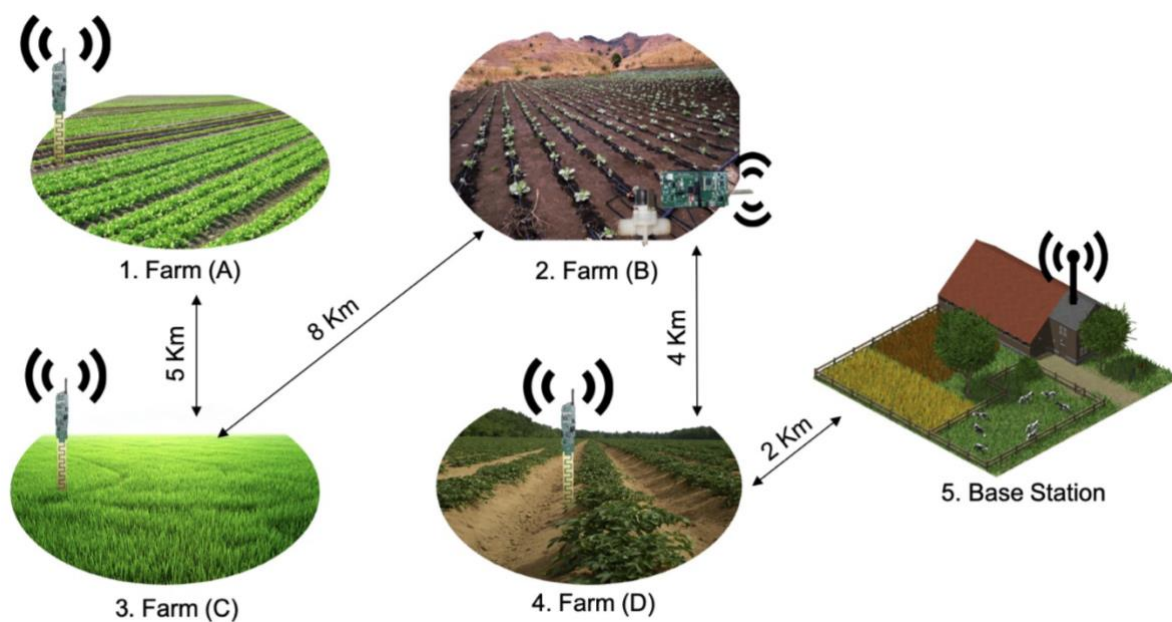 1. Farm (A)
2. Farm (B)
5 Km
8 Km
4 Km
2 Km
3. Farm (C)
4. Farm (D)
5. Base Station